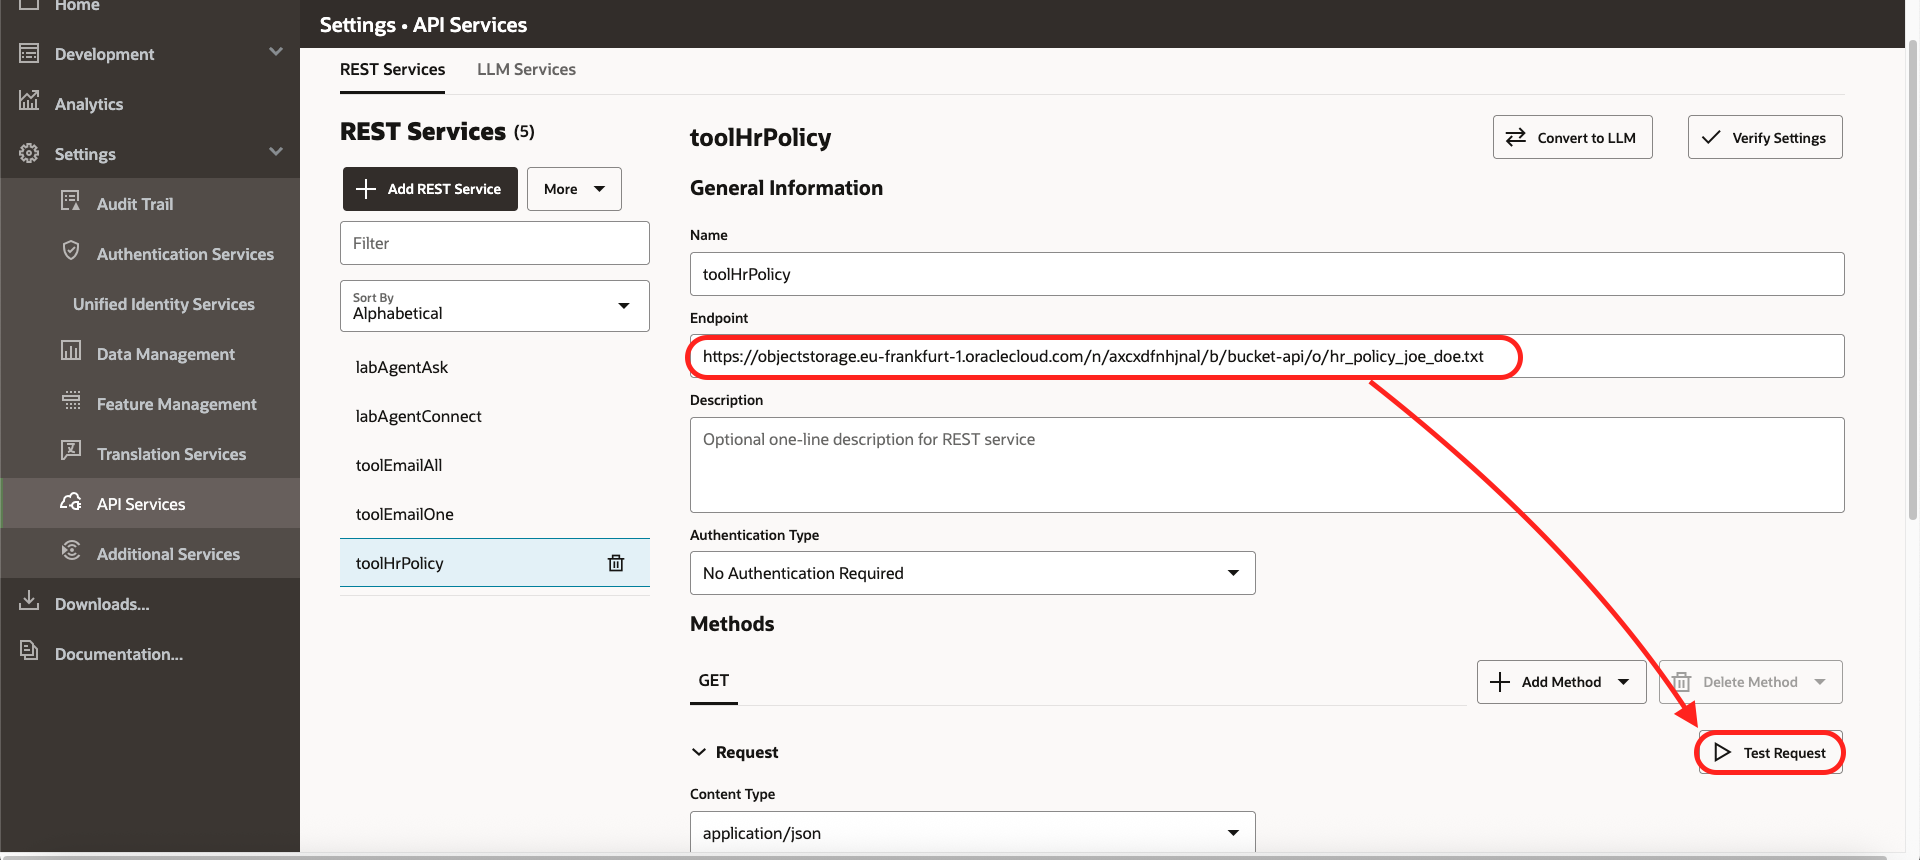 Home
Development
Analytics
Settings
Audit Trail
Authentication Services
Unified Identity Services
Data Management
Feature Management
Translation Services
API Services
Additional Services
Downloads...
Documentation...
Settings • API Services
REST Services
LLM Services
REST Services (5)
Add REST Service
More
Filter
Sort By
Alphabetical
labAgentAsk
labAgentConnect
toolEmailAll
toolEmailOne
toolHrPolicy
toolHrPolicy
Convert to LLM
Verify Settings
General Information
Name
toolHrPolicy
Endpoint
https://objectstorage.eu-frankfurt-1.oraclecloud.com/n/axcxdfnhjnal/b/bucket-api/o/hr_policy_joe_doe.txt
Description
Optional one-line description for REST service
Authentication Type
No Authentication Required
Methods
GET
Add Method
Delete Method
Request
Test Request
Content Type
application/json